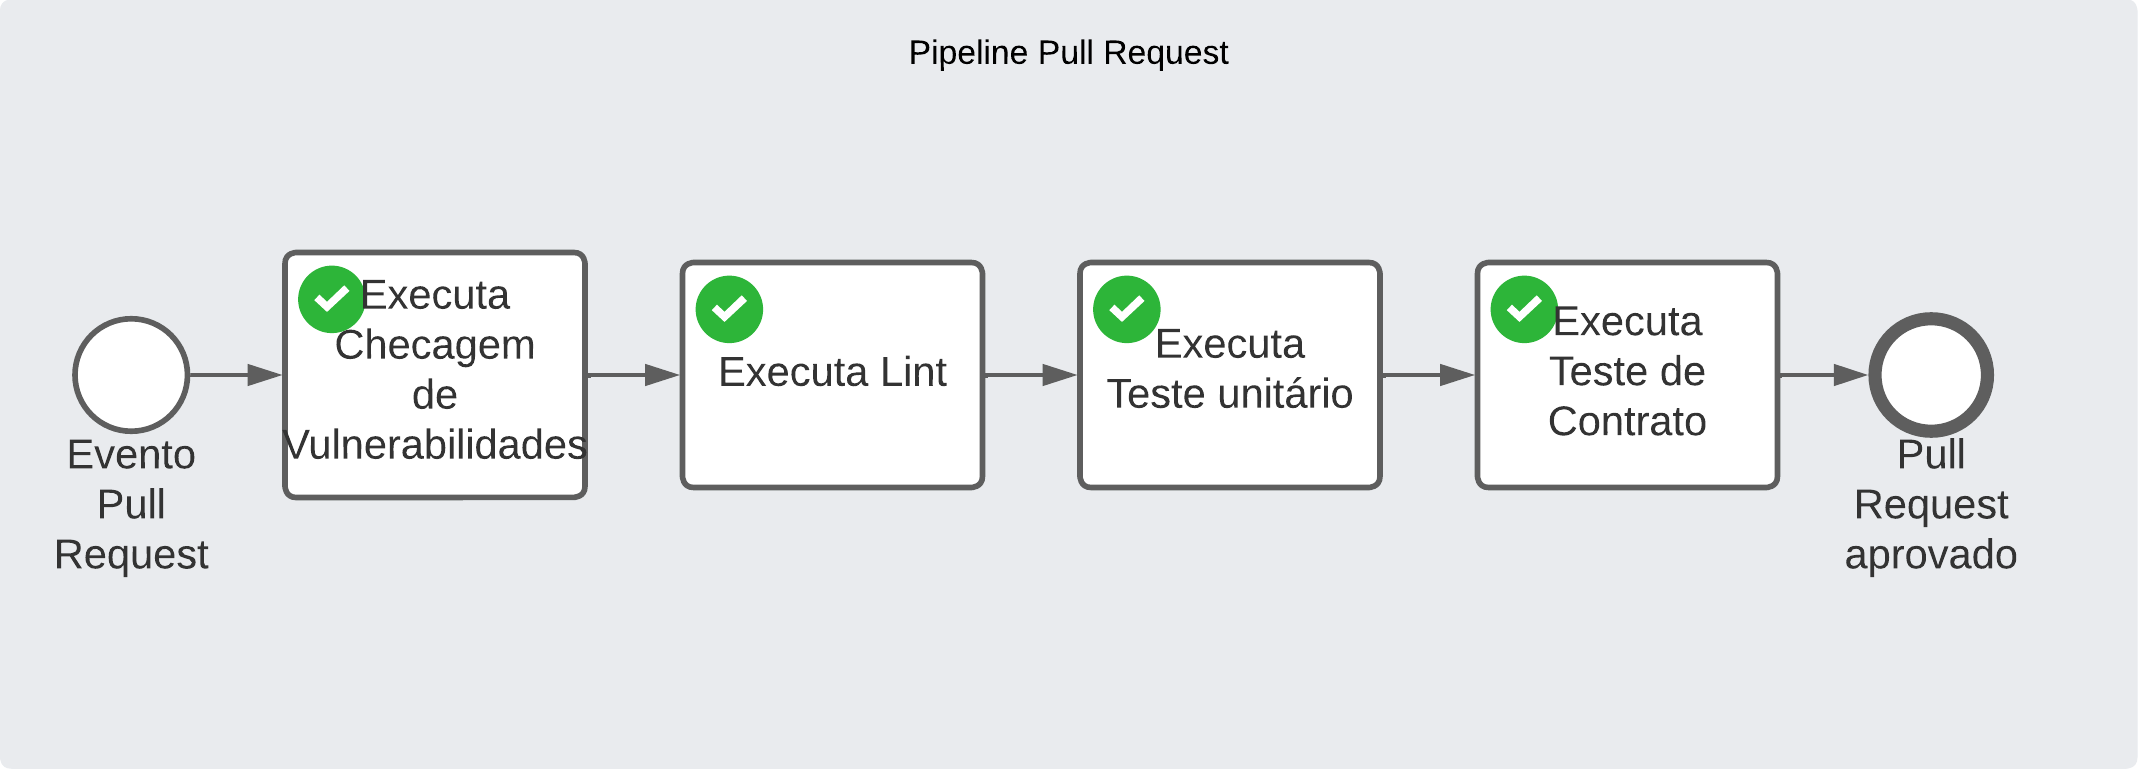 Pipeline Pull Request
Evento
Pull
Request
Executa
Checagem
de
Vulnerabilidades
Executa Lint
Executa
Teste unitário
Executa
Teste de
Contrato
Pull
Request
aprovado